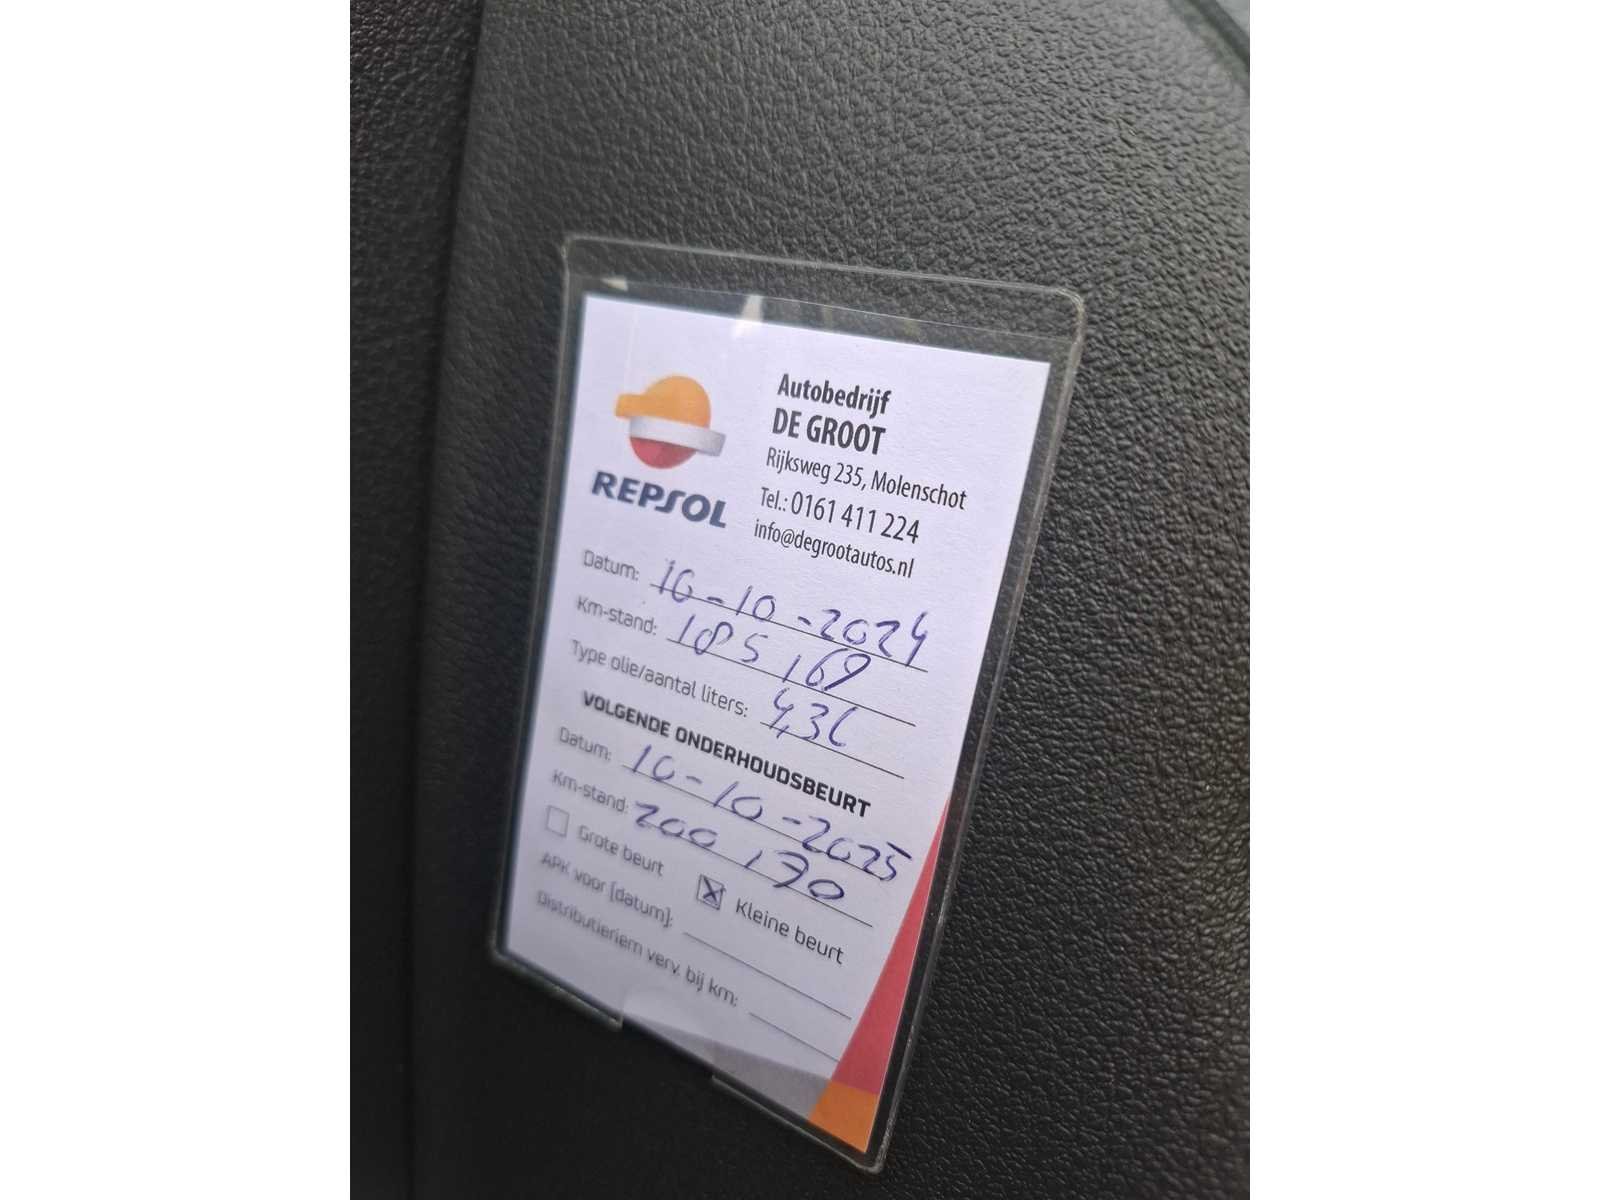 REPSOL
Autobedrijf
DE GROOT
Rijksweg 235, Molenschot
Tel.: 0161 411 224
info@degrootautos.nl
Datum: 10-10-2024
Km-stand: 185,169
Type olie/aantal liters: 4,3L
VOLGENDE ONDERHOUDSBEURT
Datum: 10-10-2025
Km-stand: 200,170
Grote beurt
Kleine beurt
APK voor [datum]:
Distributieriem verv. bij km: